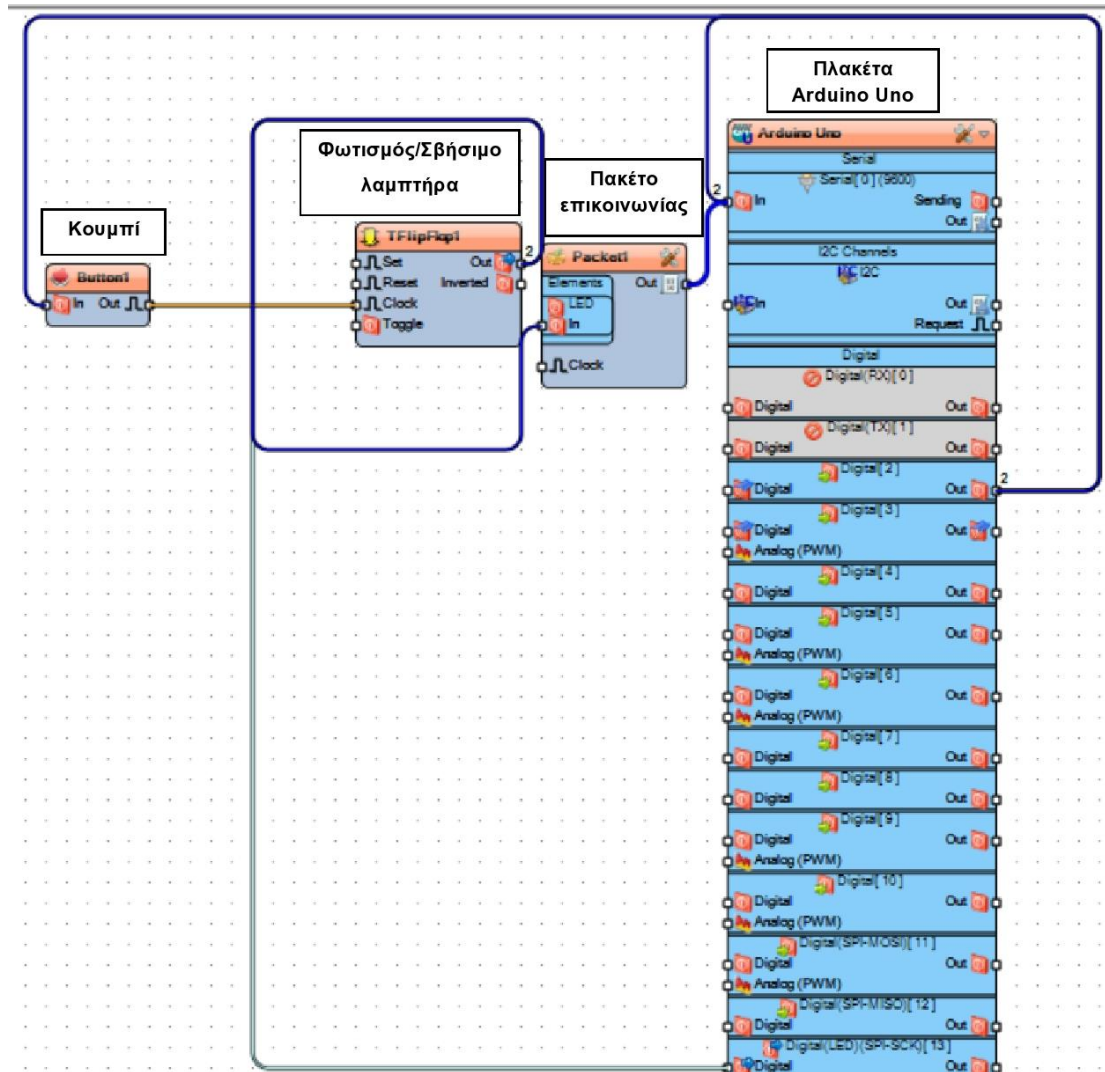 Πλακέτα
Arduino Uno
Φωτισμός/Σβήσιμο
λαμπτήρα
Πακέτο
επικοινωνίας
Κουμπί
Button1
In Out
TFlipFlop1
Set Out 2
Reset Inverted
Clock
Toggle
Packet1
Elements Out
LED
In
Clock
Arduino Uno
Serial
Serial[ 0 ] (9600)
2 In Sending
Out
I2C Channels
I2C
In Out
Request
Digital
Digital(RX)[ 0 ]
Digital Out
Digital(TX)[ 1 ]
Digital Out
Digital[ 2 ]
Digital Out 2
Digital[ 3 ]
Digital Out
Analog (PWM)
Digital[ 4 ]
Digital Out
Digital[ 5 ]
Digital Out
Analog (PWM)
Digital[ 6 ]
Digital Out
Analog (PWM)
Digital[ 7 ]
Digital Out
Digital[ 8 ]
Digital Out
Digital[ 9 ]
Digital Out
Analog (PWM)
Digital[ 10 ]
Digital Out
Analog (PWM)
Digital(SPI-MOSI)[ 11 ]
Digital Out
Analog (PWM)
Digital(SPI-MISO)[ 12 ]
Digital Out
Digital(LED)(SPI-SCK)[ 13 ]
Digital Out